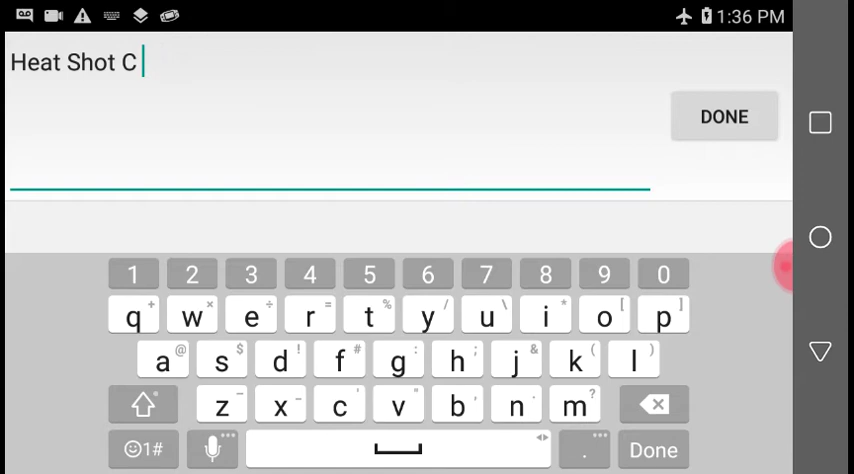 1:36 PM
Heat Shot C
DONE
1 2 3 4 5 6 7 8 9 0
q + w × e ÷ r = t % y / u \ i * o [ p ]
a @ s $ d ! f # g : h ; j & k ( l )
z ~ x - c ' v " b , n . m ?
☺1# ... . ... Done